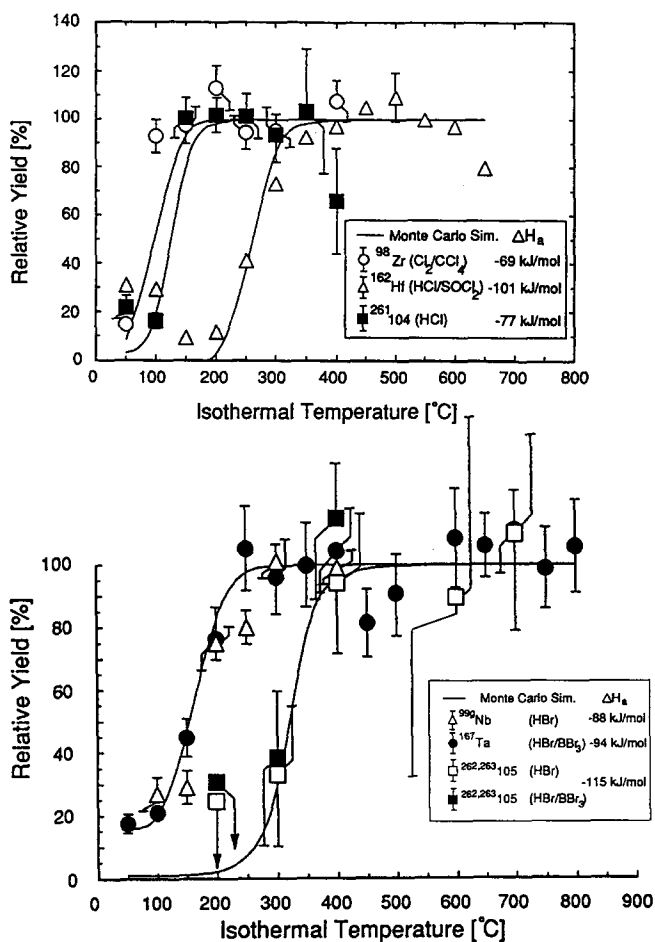 140
120
100
80
60
40
20
0
Relative Yield [%]
Monte Carlo Sim. ΔHa
98Zr (Cl2/CCl4) -69 kJ/mol
162Hf (HCl/SOCl2) -101 kJ/mol
261104 (HCl) -77 kJ/mol
0 100 200 300 400 500 600 700 800
Isothermal Temperature [°C]
100
80
60
40
20
0
Relative Yield [%]
Monte Carlo Sim. ΔHa
99gNb (HBr) -88 kJ/mol
167Ta (HBr/BBr3) -94 kJ/mol
262,263105 (HBr)
-115 kJ/mol
262,263105 (HBr/BBr3)
0 100 200 300 400 500 600 700 800 900
Isothermal Temperature [°C]